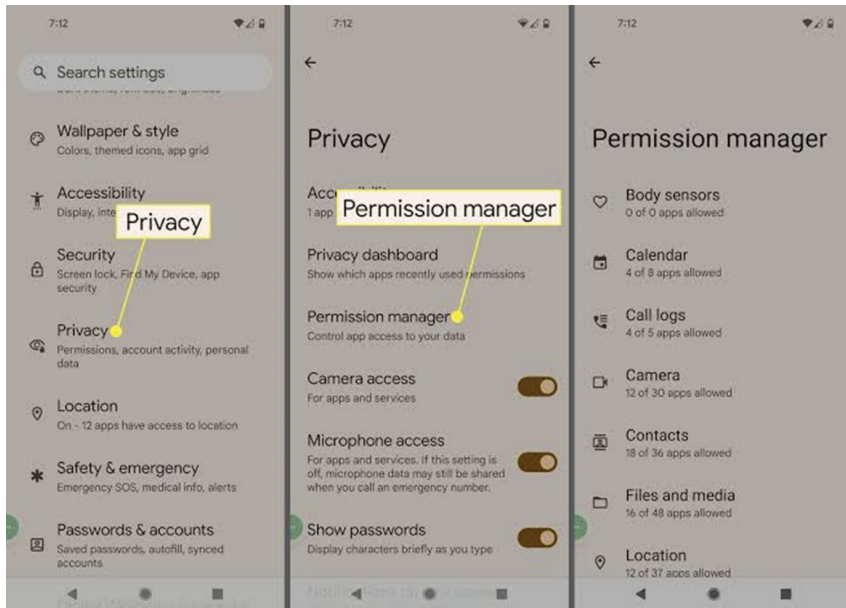 7:12
Search settings
Wallpaper & style
Colors, themed icons, app grid
Accessibility
Display, inte
Privacy
Security
Screen lock, Find My Device, app
security
Privacy
Permissions, account activity, personal
data
Location
On - 12 apps have access to location
Safety & emergency
Emergency SOS, medical info, alerts
Passwords & accounts
Saved passwords, autofill, synced
accounts
7:12
Privacy
1 app
Permission manager
Privacy dashboard
Show which apps recently used permissions
Permission manager
Control app access to your data
Camera access
For apps and services
Microphone access
For apps and services. If this setting is
off, microphone data may still be shared
when you call an emergency number.
Show passwords
Display characters briefly as you type
7:12
Permission manager
Body sensors
0 of 0 apps allowed
Calendar
4 of 8 apps allowed
Call logs
4 of 5 apps allowed
Camera
12 of 30 apps allowed
Contacts
18 of 36 apps allowed
Files and media
16 of 48 apps allowed
Location
12 of 37 apps allowed